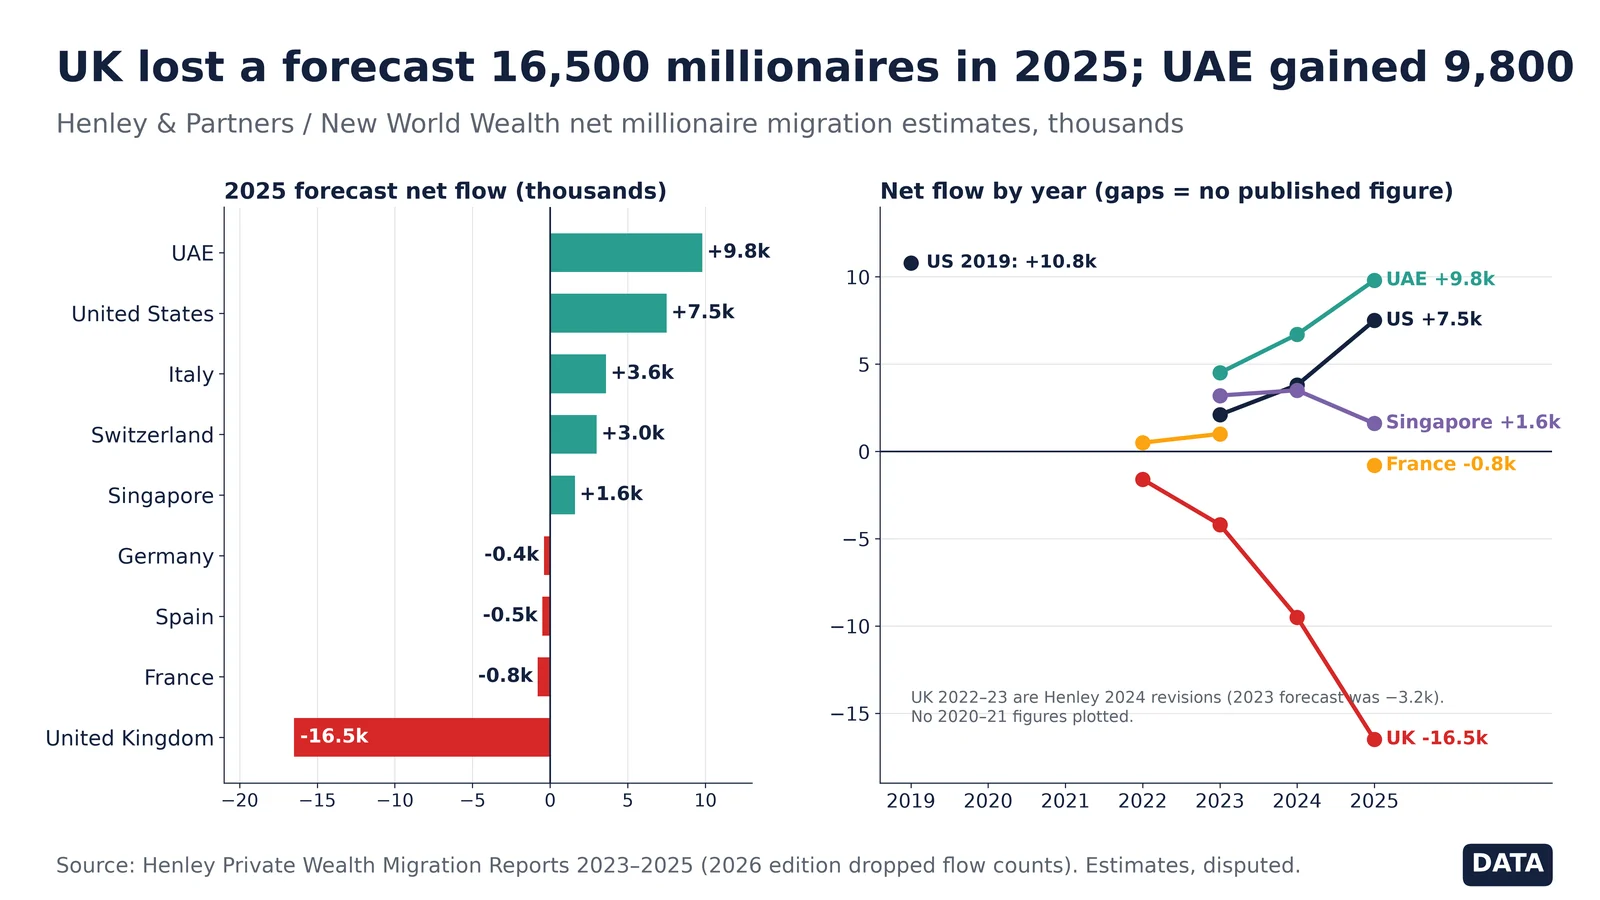 UK lost a forecast 16,500 millionaires in 2025; UAE gained 9,800
Henley & Partners / New World Wealth net millionaire migration estimates, thousands
2025 forecast net flow (thousands)
UAE
+9.8k
United States
+7.5k
Italy
+3.6k
Switzerland
+3.0k
Singapore
+1.6k
Germany
-0.4k
Spain
-0.5k
France
-0.8k
United Kingdom
-16.5k
−20 −15 −10 −5 0 5 10
Net flow by year (gaps = no published figure)
US 2019: +10.8k
10
UAE +9.8k
US +7.5k
5
Singapore +1.6k
0
France -0.8k
−5
−10
UK 2022–23 are Henley 2024 revisions (2023 forecast was −3.2k).
No 2020–21 figures plotted.
−15
UK -16.5k
2019 2020 2021 2022 2023 2024 2025
Source: Henley Private Wealth Migration Reports 2023–2025 (2026 edition dropped flow counts). Estimates, disputed.
DATA